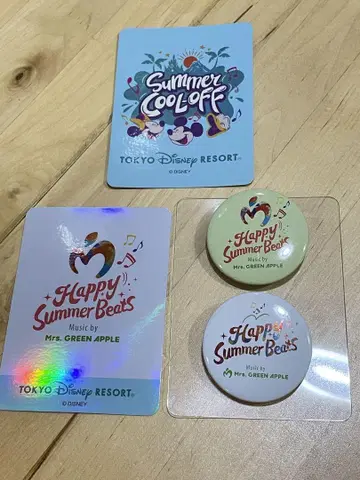 Summer
COOL-OFF
TOKYO Disney RESORT
© DISNEY
Happy
Summer Beats
Music by
Mrs. GREEN APPLE
TOKYO Disney RESORT
© DISNEY
Happy
Summer Beats
Music by
Mrs. GREEN APPLE
Happy
Summer Beats
Music by
Mrs. GREEN APPLE